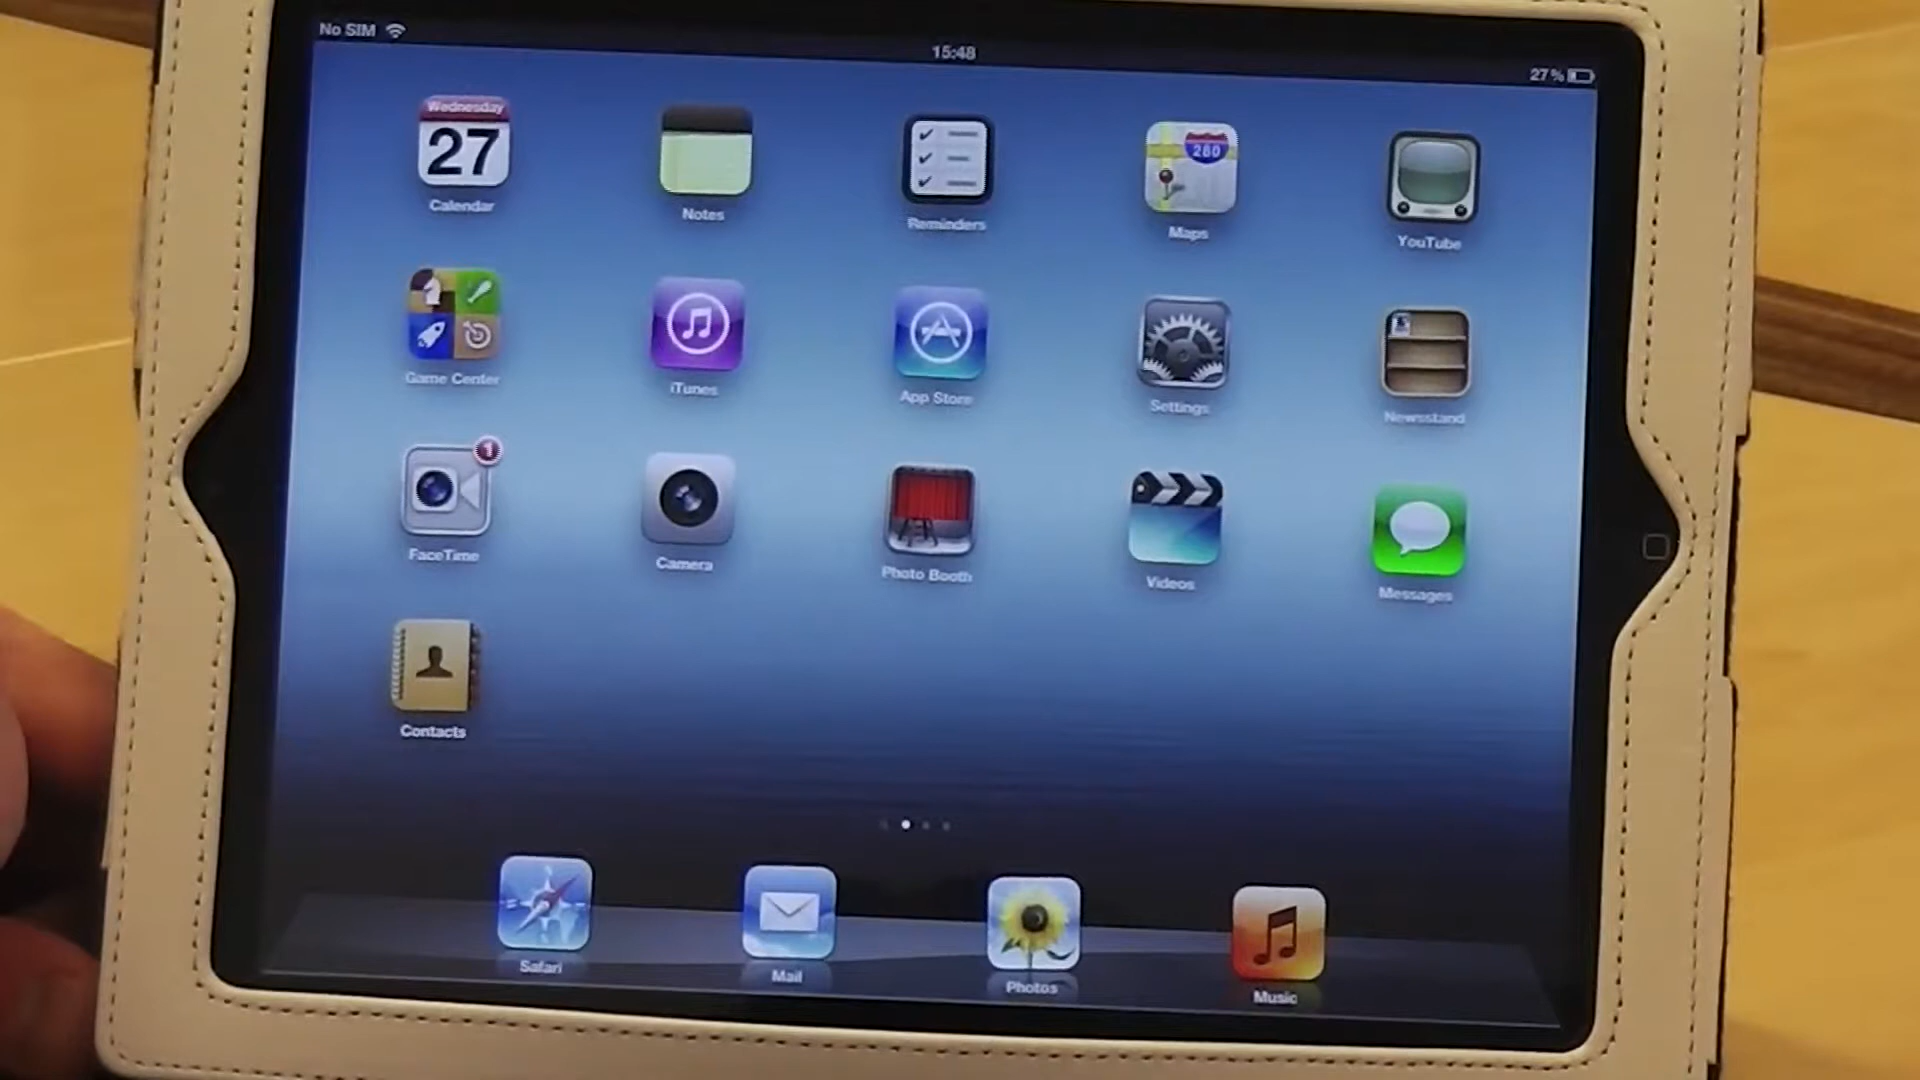 No SIM
15:48
27%
Wednesday
27
Calendar
Notes
Reminders
280
Maps
YouTube
Game Center
iTunes
App Store
Settings
Newsstand
1
FaceTime
Camera
Photo Booth
Videos
Messages
Contacts
Safari
Mail
Photos
Music